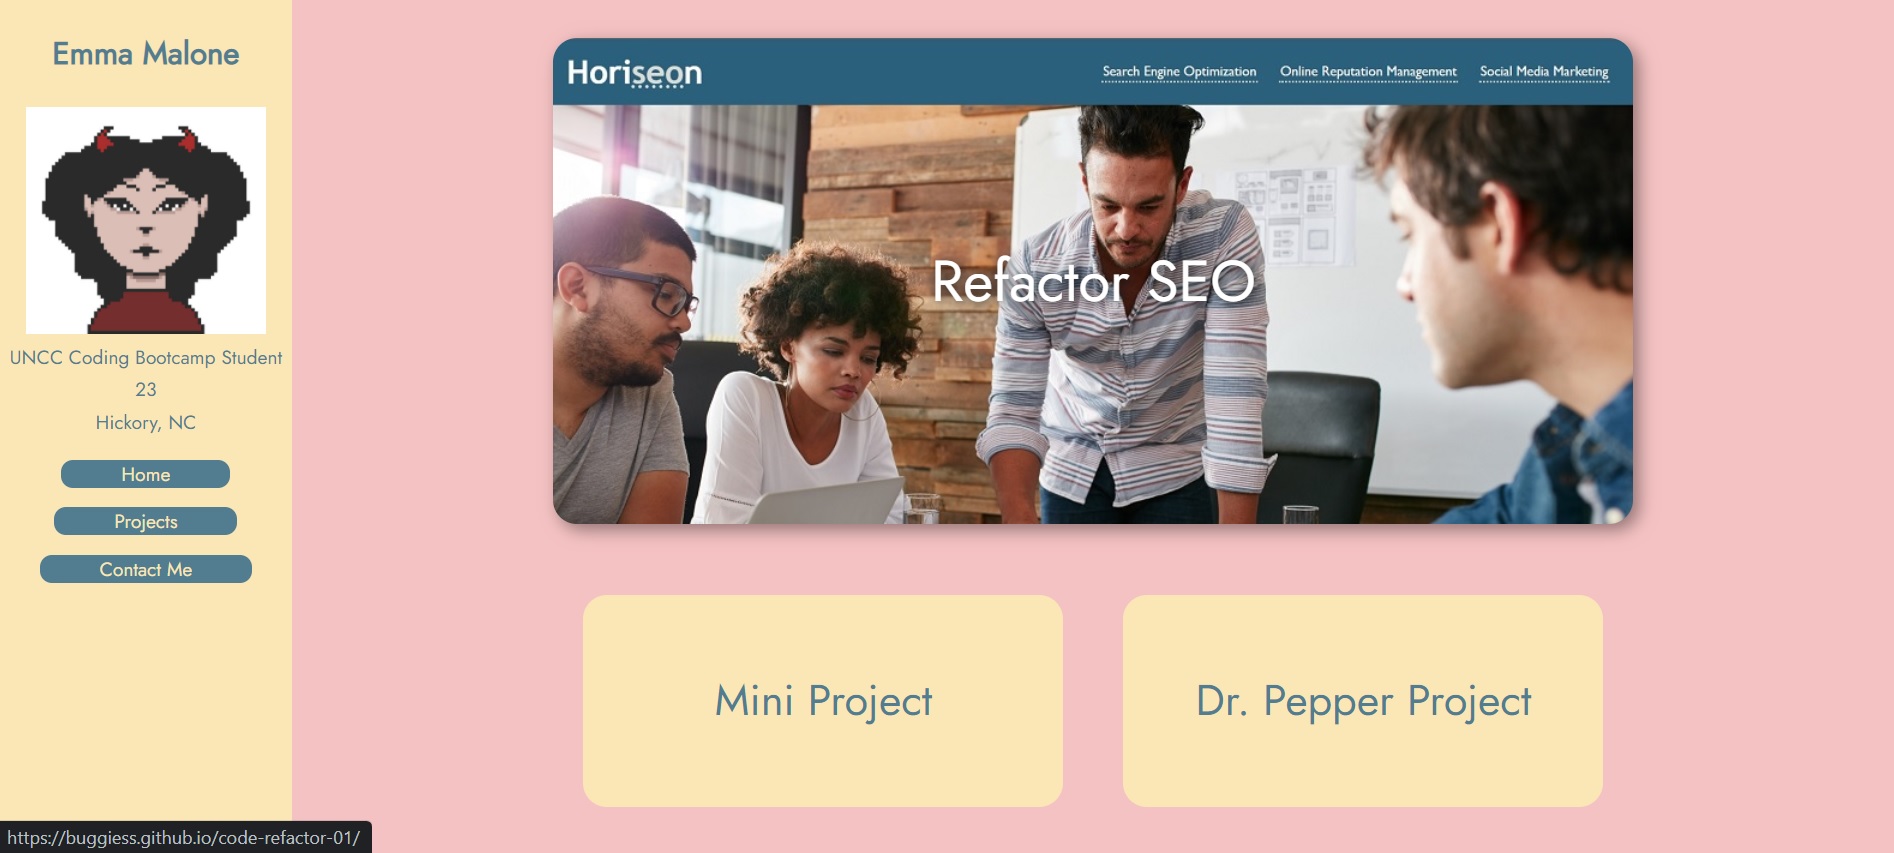 Emma Malone
UNCC Coding Bootcamp Student
23
Hickory, NC
Home
Projects
Contact Me
Horiseon
Search Engine Optimization
Online Reputation Management
Social Media Marketing
Refactor SEO
Mini Project
Dr. Pepper Project
https://buggiess.github.io/code-refactor-01/